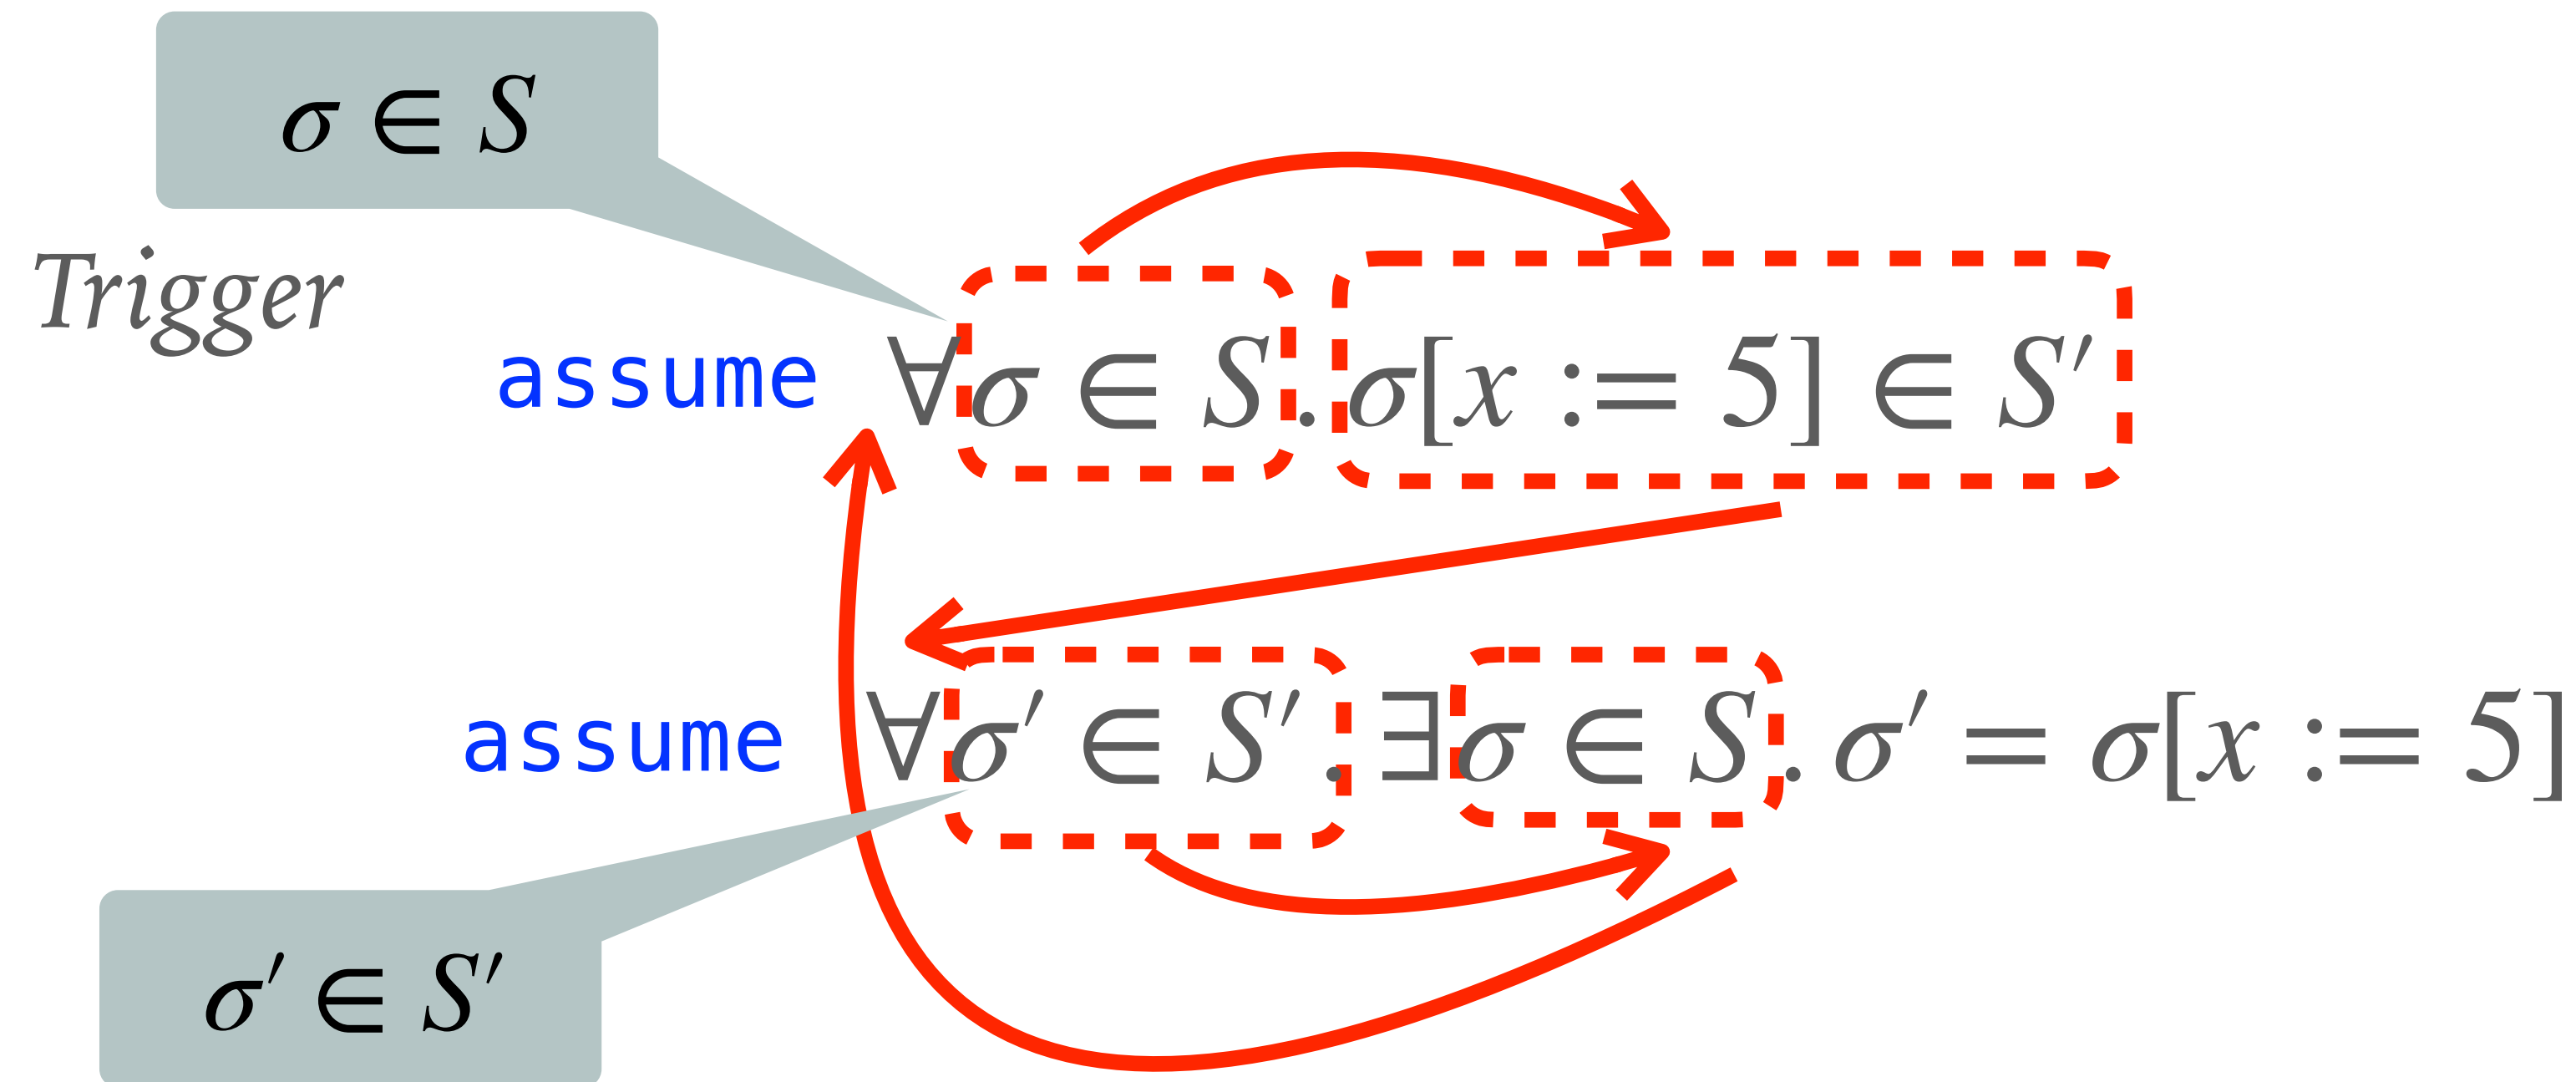 σ ∈ S
Trigger
assume ∀σ ∈ S. σ[x := 5] ∈ S′
assume ∀σ′ ∈ S′. ∃σ ∈ S. σ′ = σ[x := 5]
σ′ ∈ S′